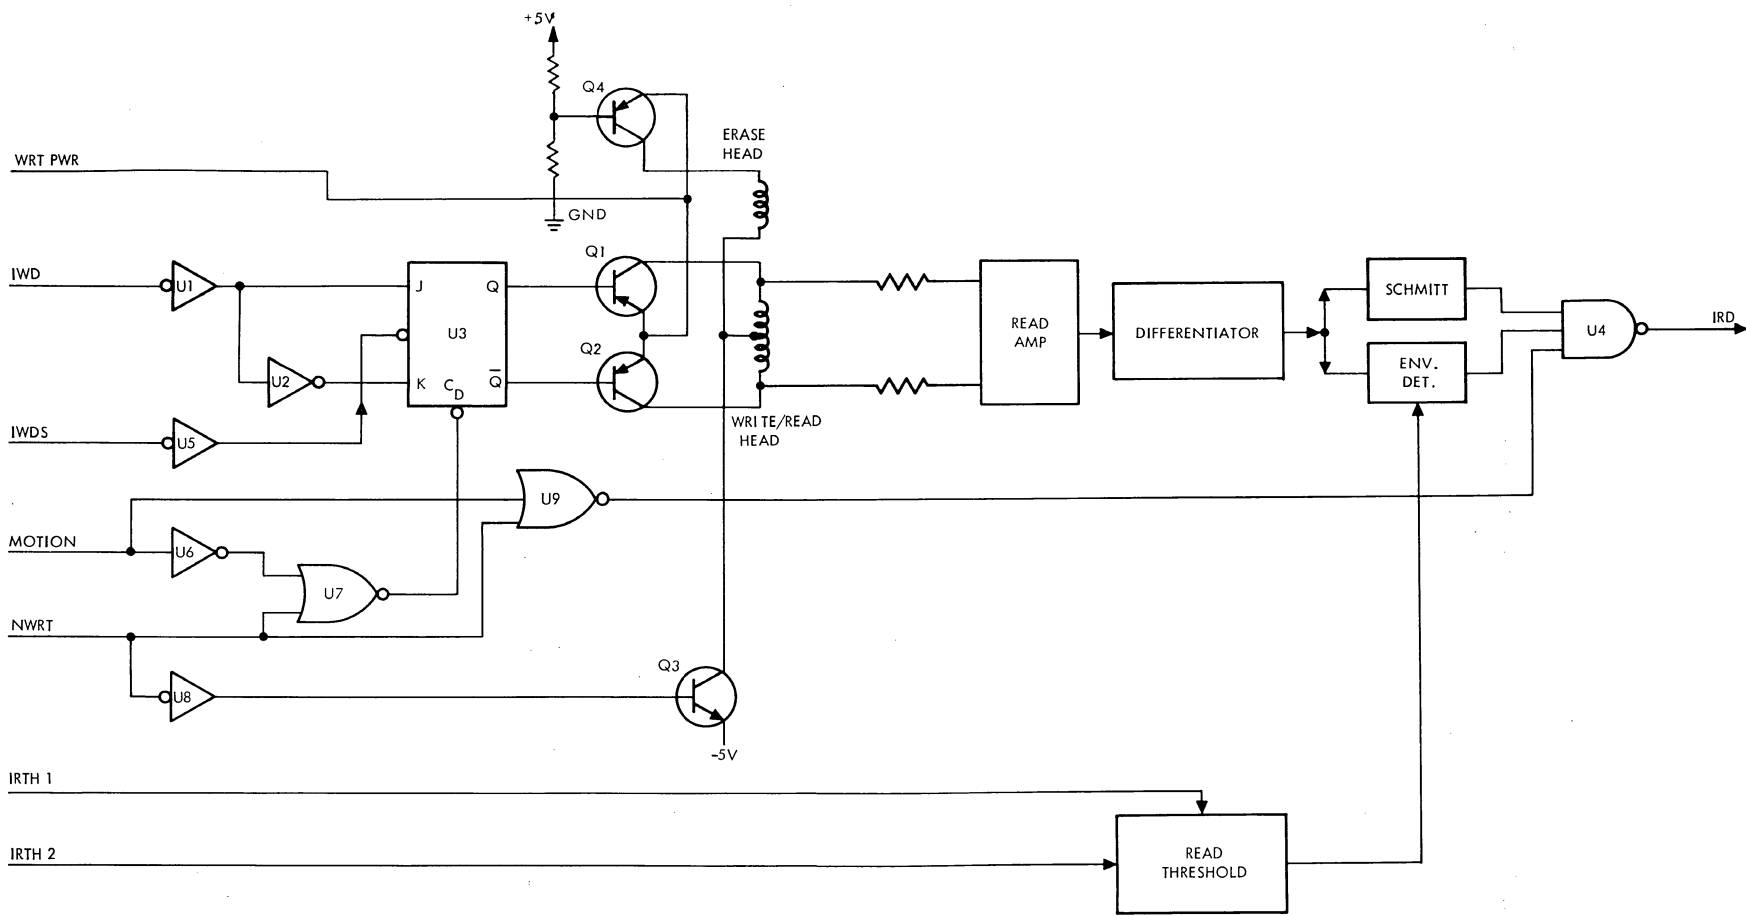 +5V
Q4
ERASE
HEAD
WRT PWR
GND
Q1
IWD
U1
J
Q
U3
READ
AMP
DIFFERENTIATOR
SCHMITT
U4
IRD
Q2
ENV.
DET.
U2
K
C_D
Q̅
WRITE/READ
HEAD
IWDS
U5
U9
MOTION
U6
U7
NWRT
Q3
U8
-5V
IRTH 1
IRTH 2
READ
THRESHOLD